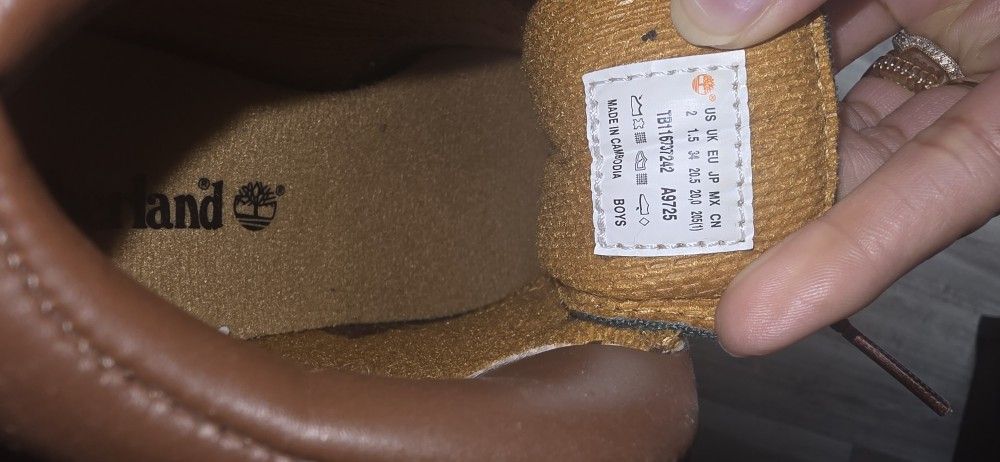 rland®
®
US UK EU JP MX CN
2 1.5 34 20.5 20.0 205(1)
TB116737242 A9725
MADE IN CAMBODIA BOYS